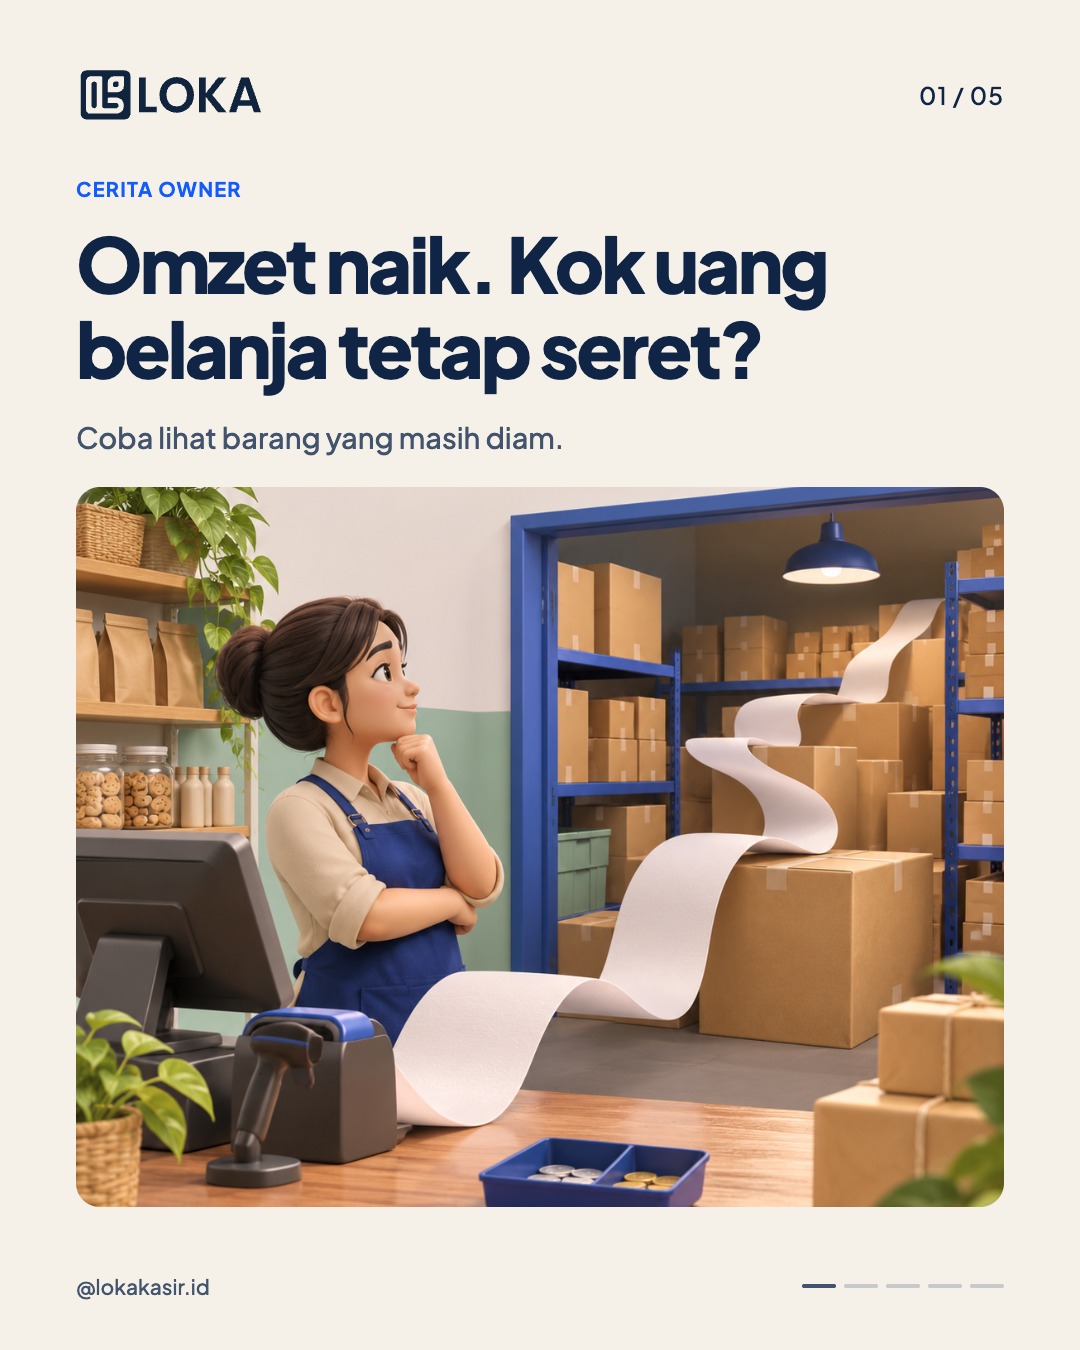 LOKA
01 / 05
CERITA OWNER
Omzet naik. Kok uang
belanja tetap seret?
Coba lihat barang yang masih diam.
@lokakasir.id